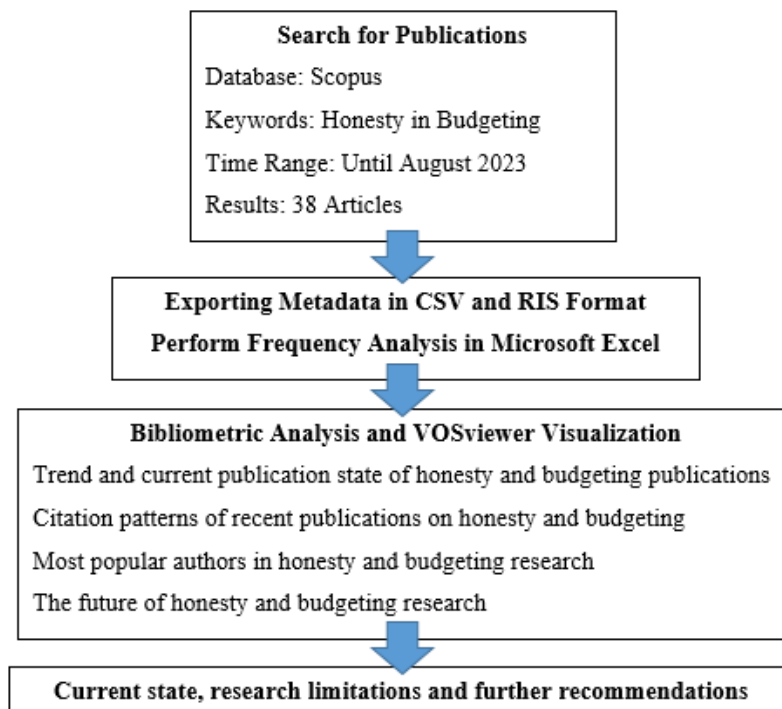 Search for Publications
Database: Scopus
Keywords: Honesty in Budgeting
Time Range: Until August 2023
Results: 38 Articles
Exporting Metadata in CSV and RIS Format
Perform Frequency Analysis in Microsoft Excel
Bibliometric Analysis and VOSviewer Visualization
Trend and current publication state of honesty and budgeting publications
Citation patterns of recent publications on honesty and budgeting
Most popular authors in honesty and budgeting research
The future of honesty and budgeting research
Current state, research limitations and further recommendations